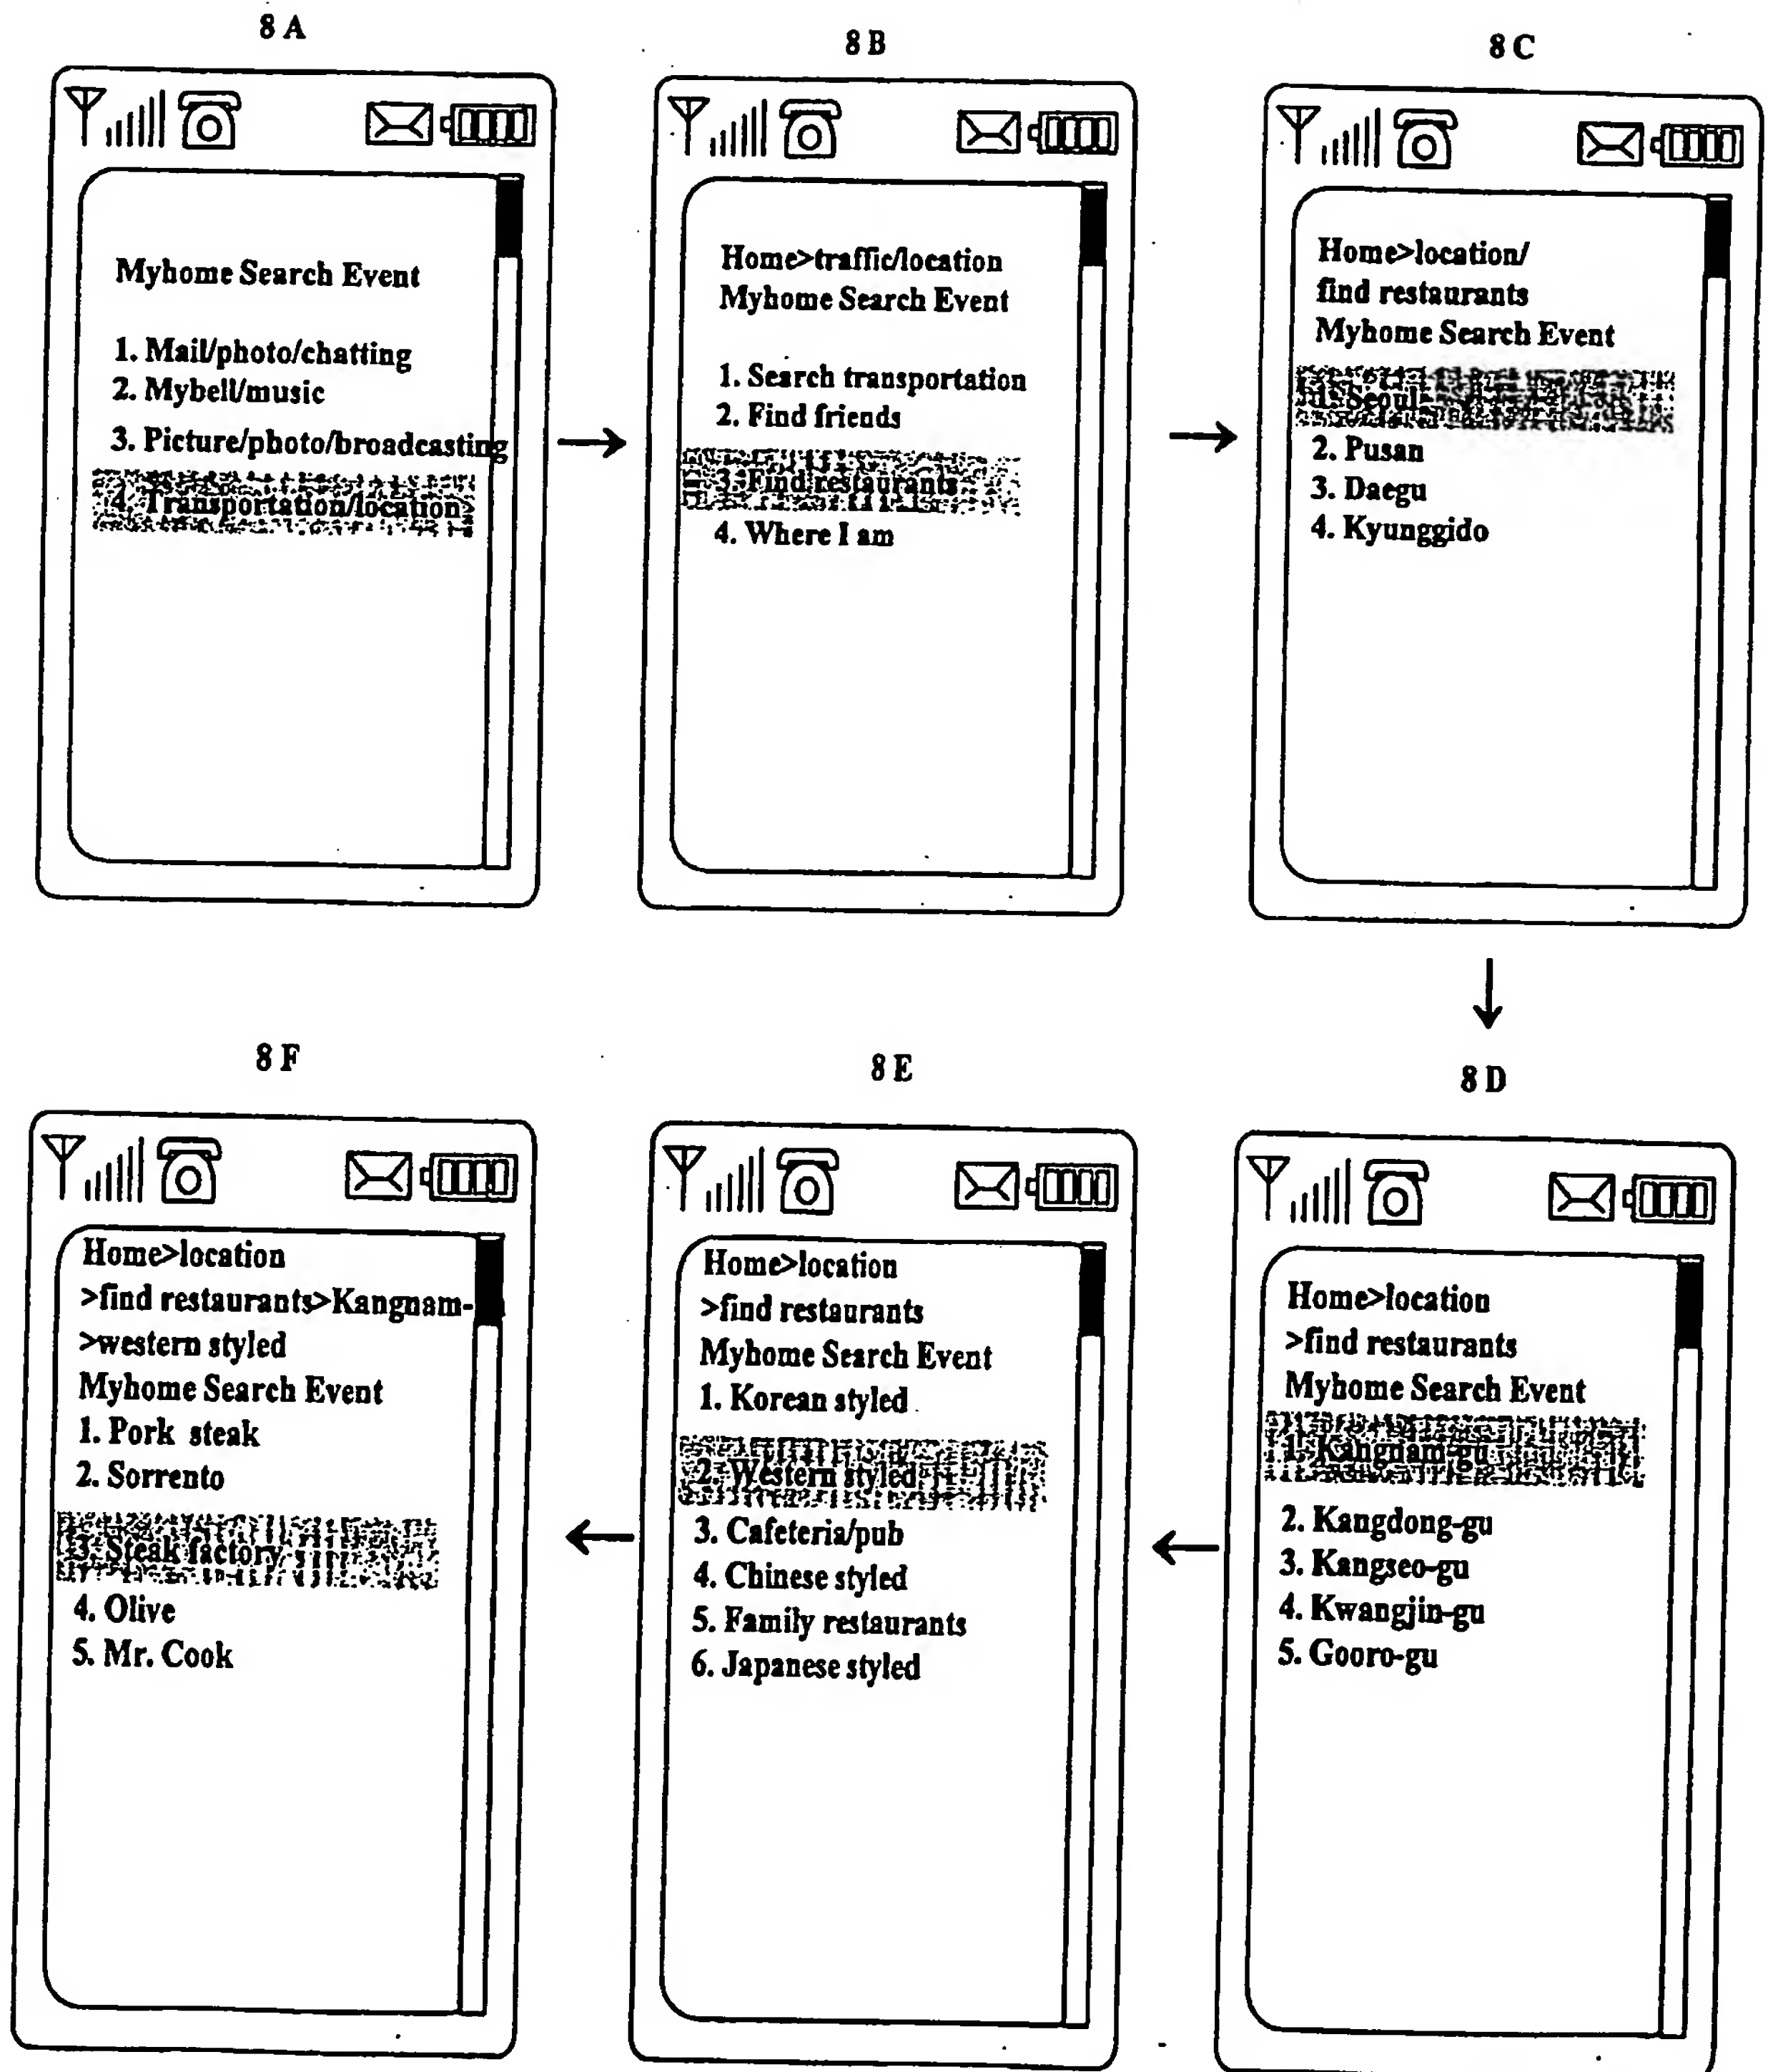 8 A
Myhome Search Event
1. Mail/photo/chatting
2. Mybell/music
3. Picture/photo/broadcasting
4. Transportation/location
8 B
Home>traffic/location
Myhome Search Event
1. Search transportation
2. Find friends
3. Find restaurants
4. Where I am
8 C
Home>location/
find restaurants
Myhome Search Event
1. Seoul
2. Pusan
3. Daegu
4. Kyunggido
8 D
Home>location
>find restaurants
Myhome Search Event
1. Kangnam-gu
2. Kangdong-gu
3. Kangseo-gu
4. Kwangjin-gu
5. Gooro-gu
8 E
Home>location
>find restaurants
Myhome Search Event
1. Korean styled
2. Western styled
3. Cafeteria/pub
4. Chinese styled
5. Family restaurants
6. Japanese styled
8 F
Home>location
>find restaurants>Kangnam-
>western styled
Myhome Search Event
1. Pork steak
2. Sorrento
3. Steak factory
4. Olive
5. Mr. Cook